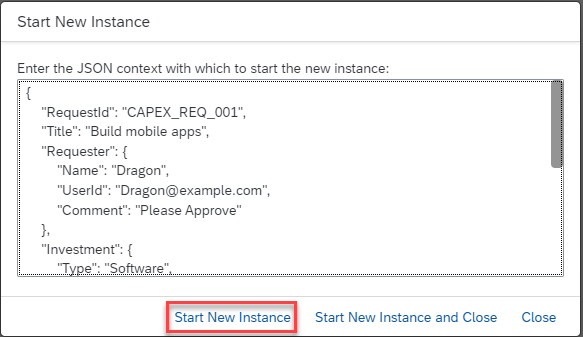 Start New Instance
Enter the JSON context with which to start the new instance:
{
"RequestId": "CAPEX_REQ_001",
"Title": "Build mobile apps",
"Requester": {
"Name": "Dragon",
"UserId": "Dragon@example.com",
"Comment": "Please Approve"
},
"Investment": {
"Type": "Software",
Start New Instance Start New Instance and Close Close